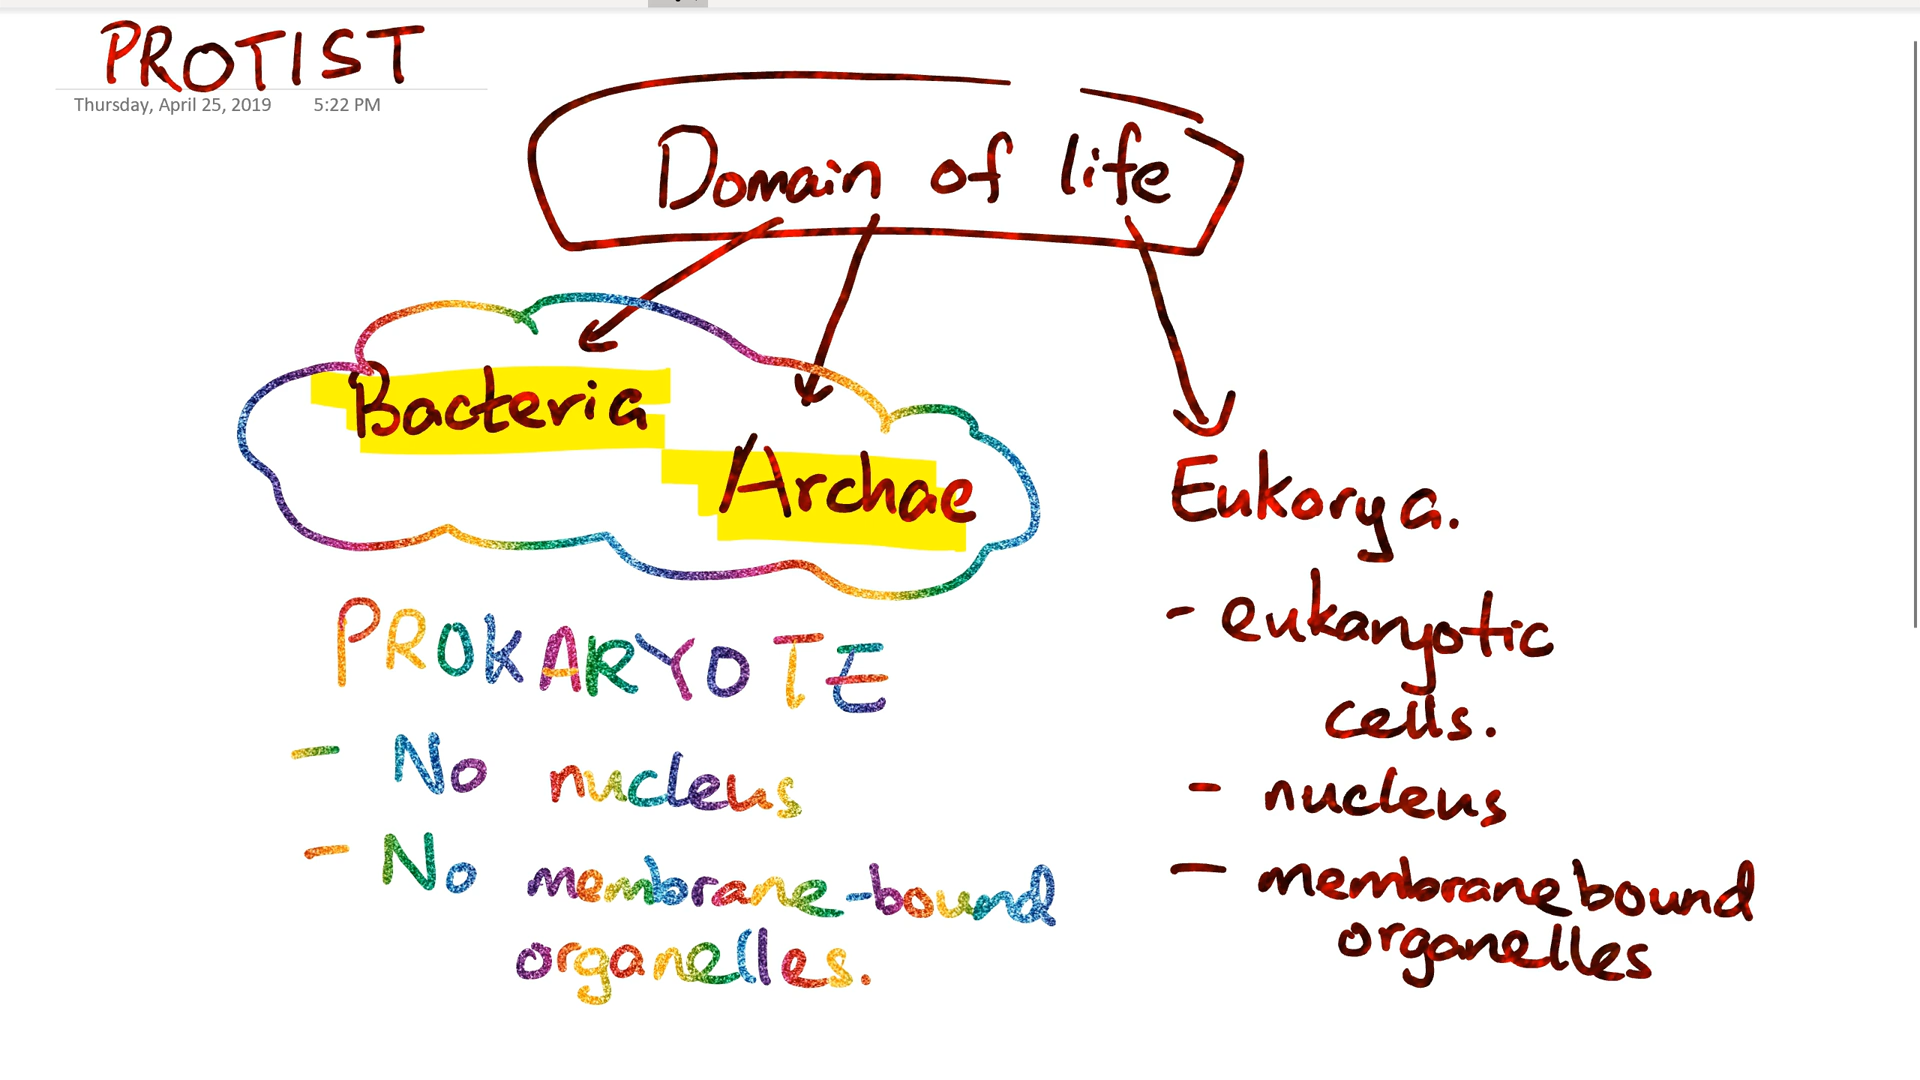 PROTIST
Thursday, April 25, 2019 5:22 PM
Domain of life
Bacteria
Archae
Eukorya.
PROKARYOTE
- No nucleus
- No membrane-bound
organelles.
- eukaryotic
cells.
- nucleus
- membrane bound
organelles